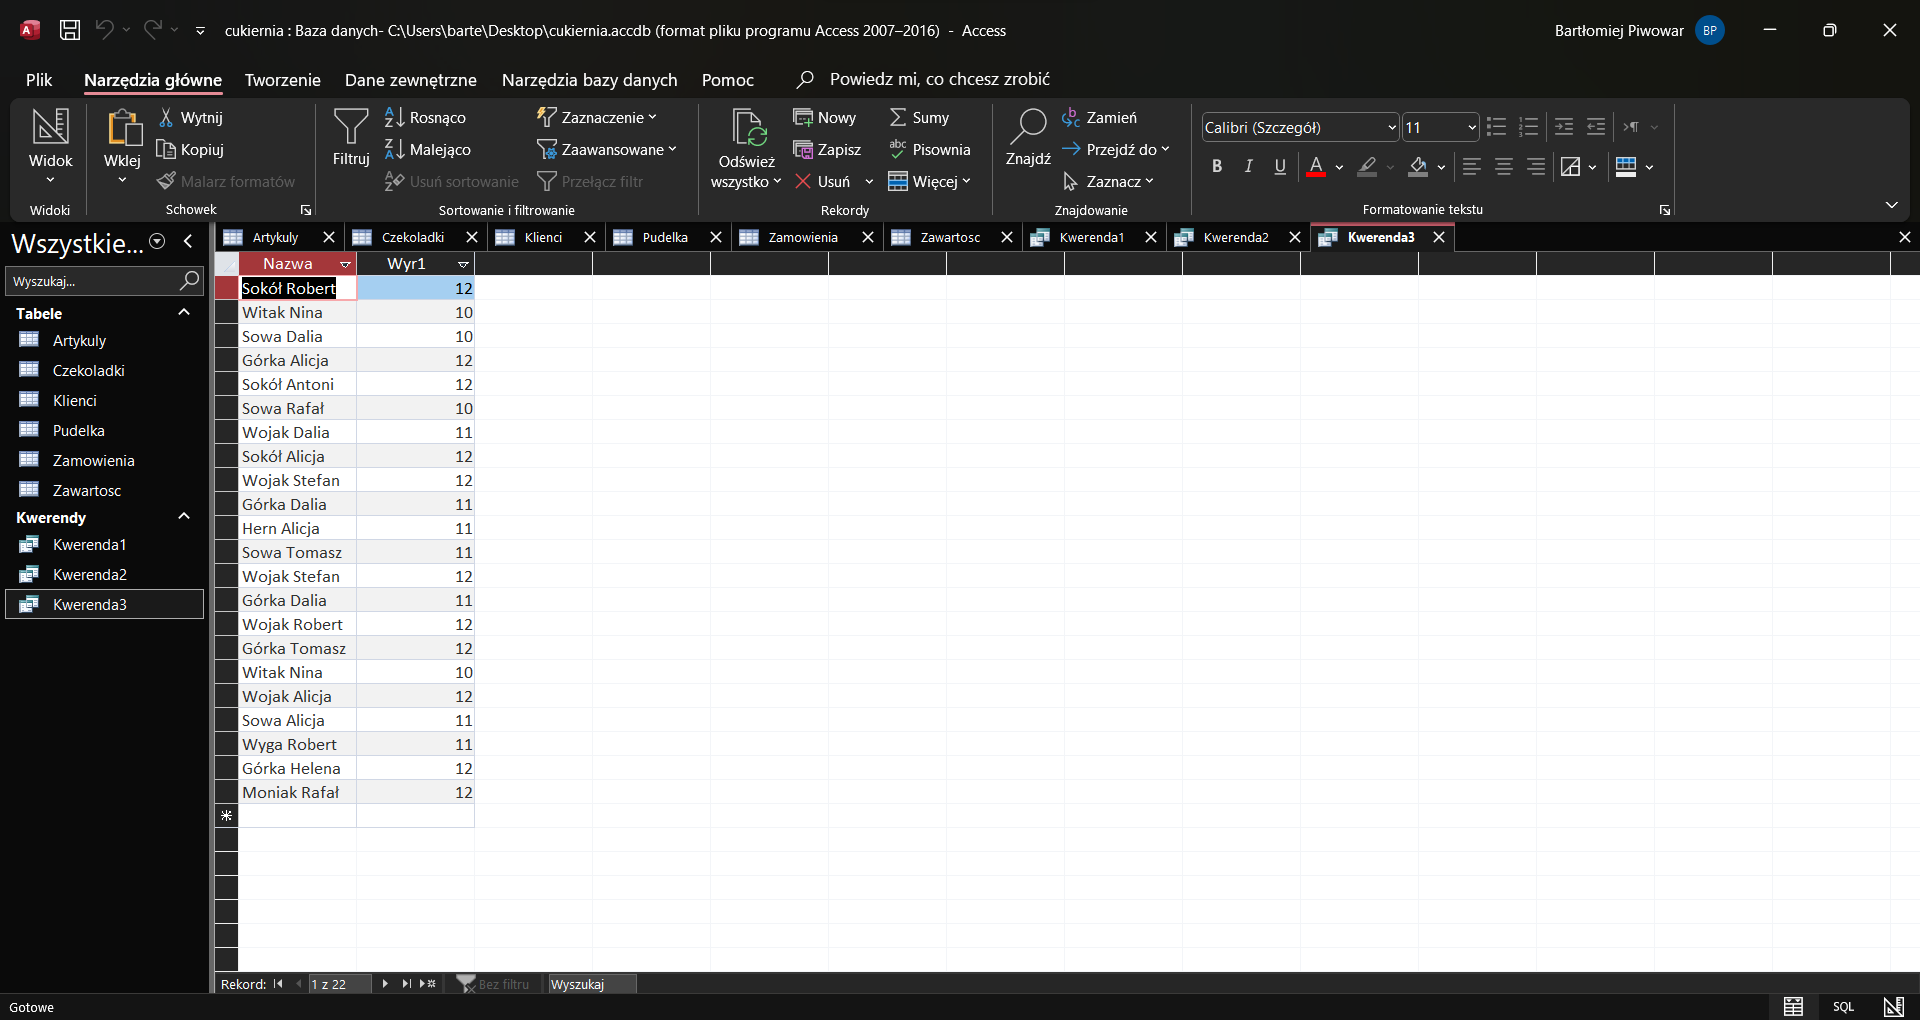 cukiernia : Baza danych- C:\Users\barte\Desktop\cukiernia.accdb (format pliku programu Access 2007–2016) - Access
Bartłomiej Piwowar
BP
Plik
Narzędzia główne
Tworzenie
Dane zewnętrzne
Narzędzia bazy danych
Pomoc
Powiedz mi, co chcesz zrobić
Widok
Widoki
Wklej
Wytnij
Kopiuj
Malarz formatów
Schowek
Filtruj
Rosnąco
Malejąco
Usuń sortowanie
Zaznaczenie
Zaawansowane
Przełącz filtr
Sortowanie i filtrowanie
Odśwież
wszystko
Nowy
Zapisz
Usuń
Sumy
Pisownia
Więcej
Rekordy
Znajdź
Zamień
Przejdź do
Zaznacz
Znajdowanie
Calibri (Szczegół)
11
B I U
A
Formatowanie tekstu
Wszystkie...
Wyszukaj...
Tabele
Artykuly
Czekoladki
Klienci
Pudelka
Zamowienia
Zawartosc
Kwerendy
Kwerenda1
Kwerenda2
Kwerenda3
Artykuly
Czekoladki
Klienci
Pudelka
Zamowienia
Zawartosc
Kwerenda1
Kwerenda2
Kwerenda3
Nazwa Wyr1
Sokół Robert 12
Witak Nina 10
Sowa Dalia 10
Górka Alicja 12
Sokół Antoni 12
Sowa Rafał 10
Wojak Dalia 11
Sokół Alicja 12
Wojak Stefan 12
Górka Dalia 11
Hern Alicja 11
Sowa Tomasz 11
Wojak Stefan 12
Górka Dalia 11
Wojak Robert 12
Górka Tomasz 12
Witak Nina 10
Wojak Alicja 12
Sowa Alicja 11
Wyga Robert 11
Górka Helena 12
Moniak Rafał 12
Rekord: 1 z 22
Bez filtru
Wyszukaj
Gotowe
SQL